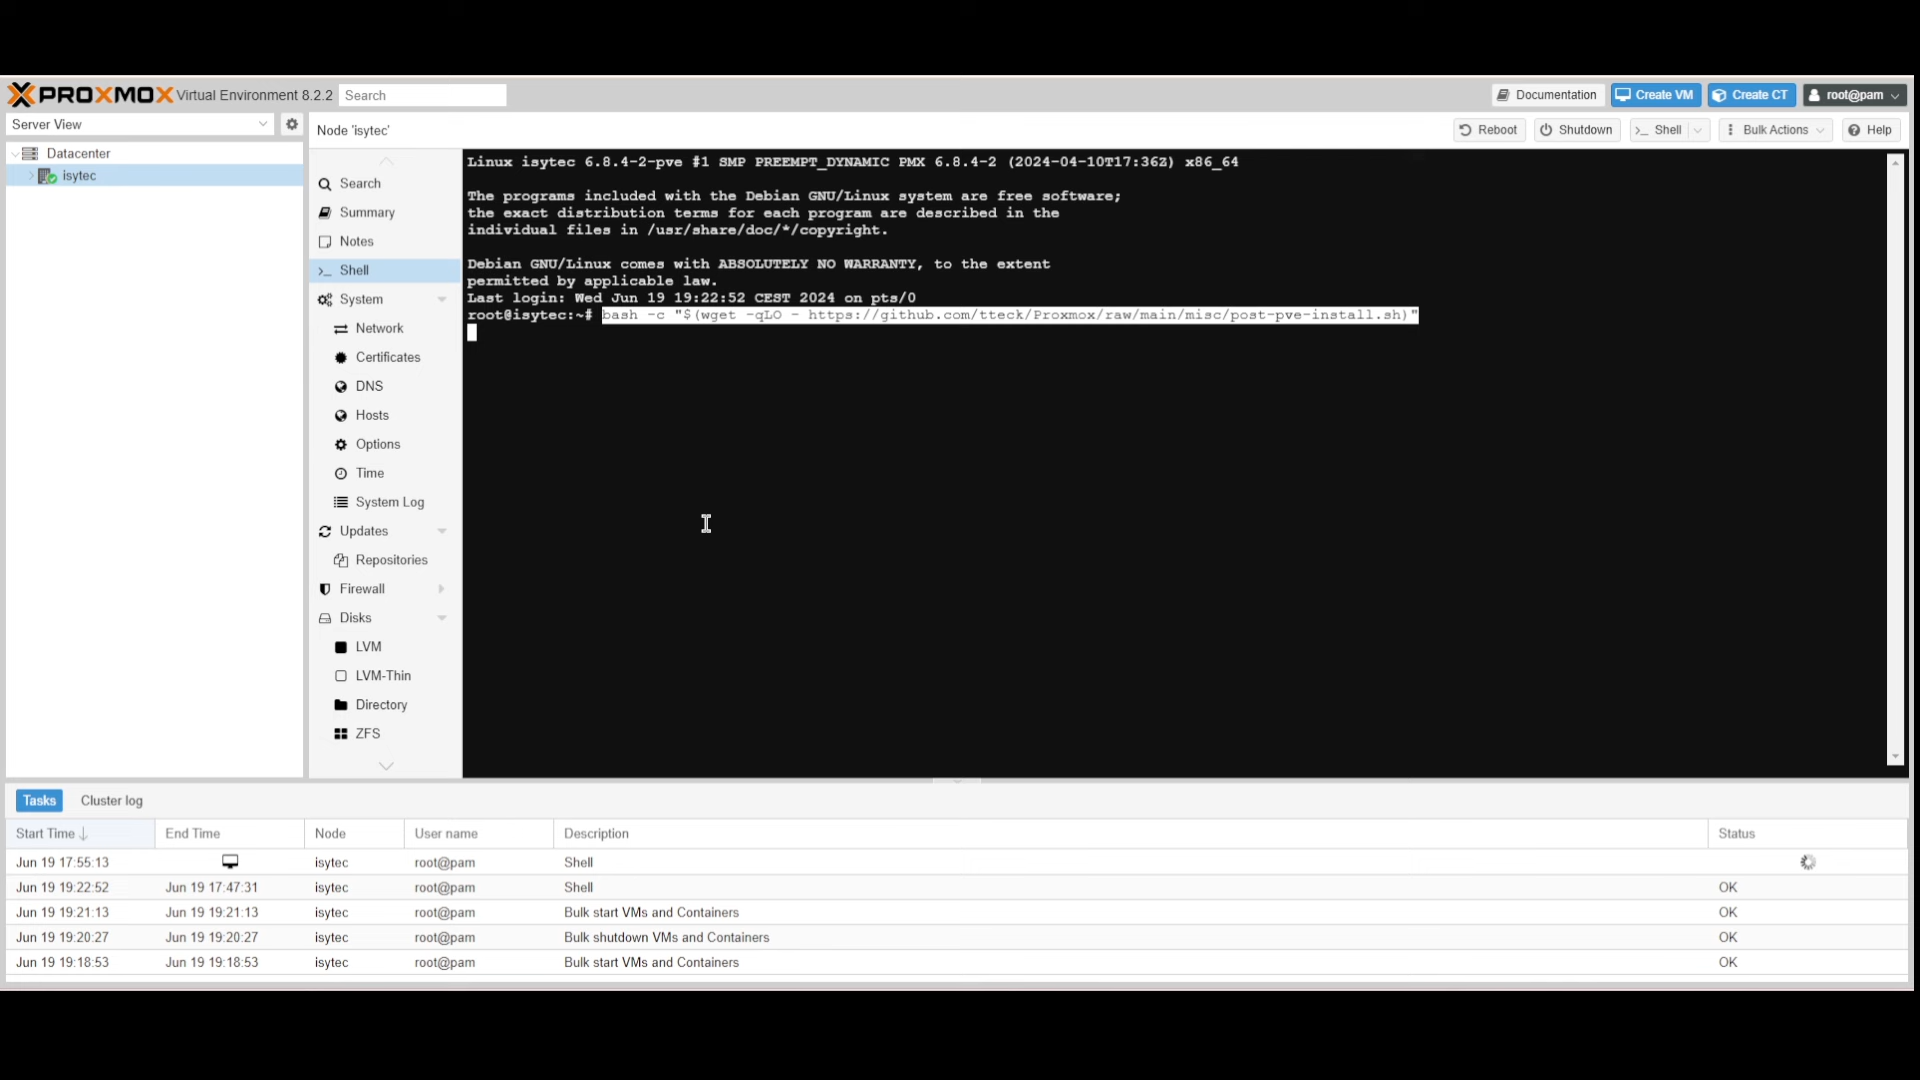 PROXMOX Virtual Environment 8.2.2 Search Documentation Create VM Create CT root@pam
Server View
Node 'isytec' Reboot Shutdown Shell Bulk Actions Help
Datacenter
isytec
Search
Summary
Notes
Shell
System
Network
Certificates
DNS
Hosts
Options
Time
System Log
Updates
Repositories
Firewall
Disks
LVM
LVM-Thin
Directory
ZFS
Linux isytec 6.8.4-2-pve #1 SMP PREEMPT_DYNAMIC PMX 6.8.4-2 (2024-04-10T17:36Z) x86_64
The programs included with the Debian GNU/Linux system are free software;
the exact distribution terms for each program are described in the
individual files in /usr/share/doc/*/copyright.
Debian GNU/Linux comes with ABSOLUTELY NO WARRANTY, to the extent
permitted by applicable law.
Last login: Wed Jun 19 19:22:52 CEST 2024 on pts/0
root@isytec:~# bash -c "$(wget -qLO - https://github.com/tteck/Proxmox/raw/main/misc/post-pve-install.sh)"
Tasks Cluster log
Start Time End Time Node User name Description Status
Jun 19 17:55:13 isytec root@pam Shell
Jun 19 19:22:52 Jun 19 17:47:31 isytec root@pam Shell OK
Jun 19 19:21:13 Jun 19 19:21:13 isytec root@pam Bulk start VMs and Containers OK
Jun 19 19:20:27 Jun 19 19:20:27 isytec root@pam Bulk shutdown VMs and Containers OK
Jun 19 19:18:53 Jun 19 19:18:53 isytec root@pam Bulk start VMs and Containers OK